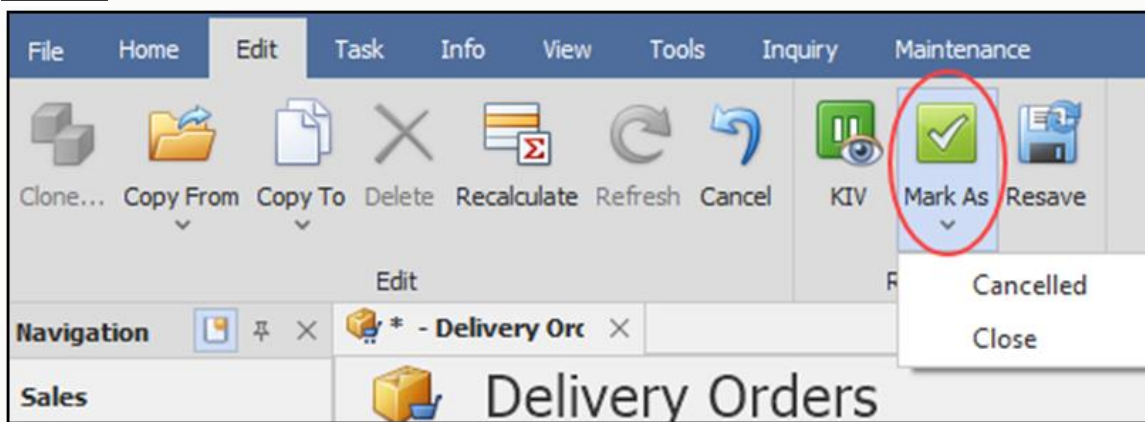 File Home Edit Task Info View Tools Inquiry Maintenance
Clone... Copy From Copy To Delete Recalculate Refresh Cancel KIV Mark As Resave
Edit
Cancelled
Navigation * - Delivery Orc
Close
Sales
Delivery Orders